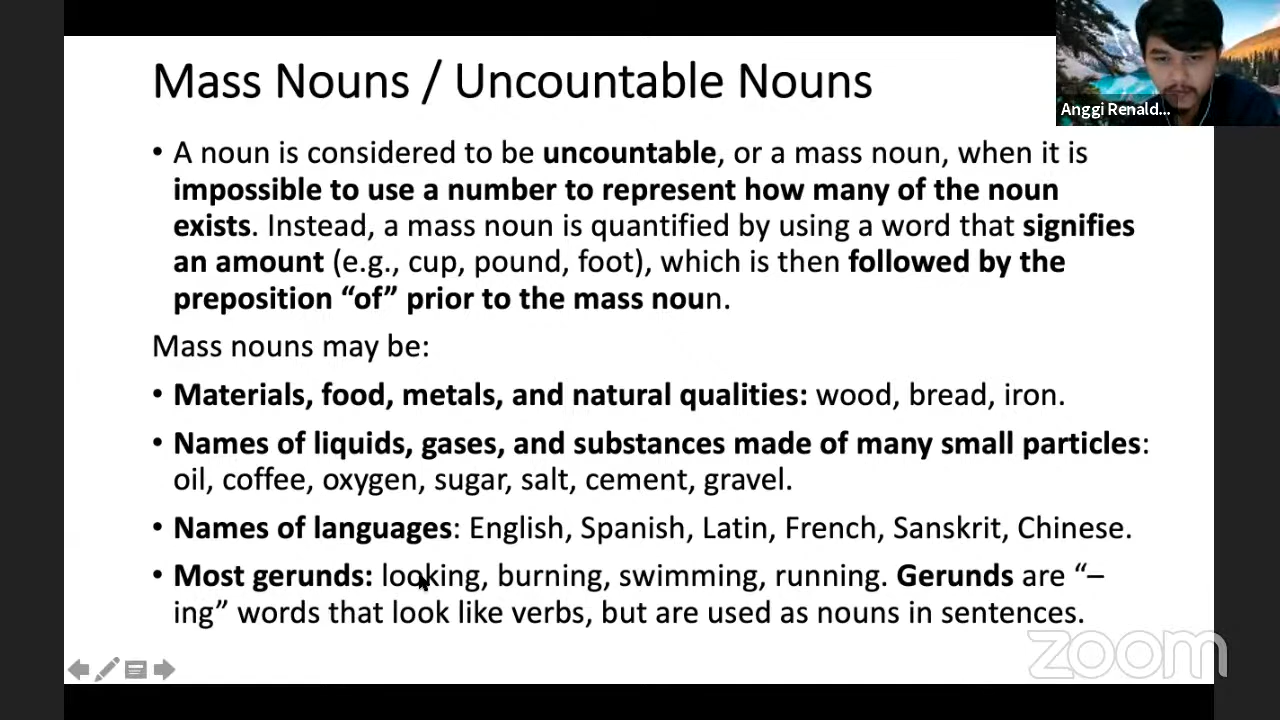 Mass Nouns / Uncountable Nouns
Anggi Renald...
• A noun is considered to be uncountable, or a mass noun, when it is
impossible to use a number to represent how many of the noun
exists. Instead, a mass noun is quantified by using a word that signifies
an amount (e.g., cup, pound, foot), which is then followed by the
preposition “of” prior to the mass noun.
Mass nouns may be:
• Materials, food, metals, and natural qualities: wood, bread, iron.
• Names of liquids, gases, and substances made of many small particles:
oil, coffee, oxygen, sugar, salt, cement, gravel.
• Names of languages: English, Spanish, Latin, French, Sanskrit, Chinese.
• Most gerunds: looking, burning, swimming, running. Gerunds are “–
ing” words that look like verbs, but are used as nouns in sentences.
zoom